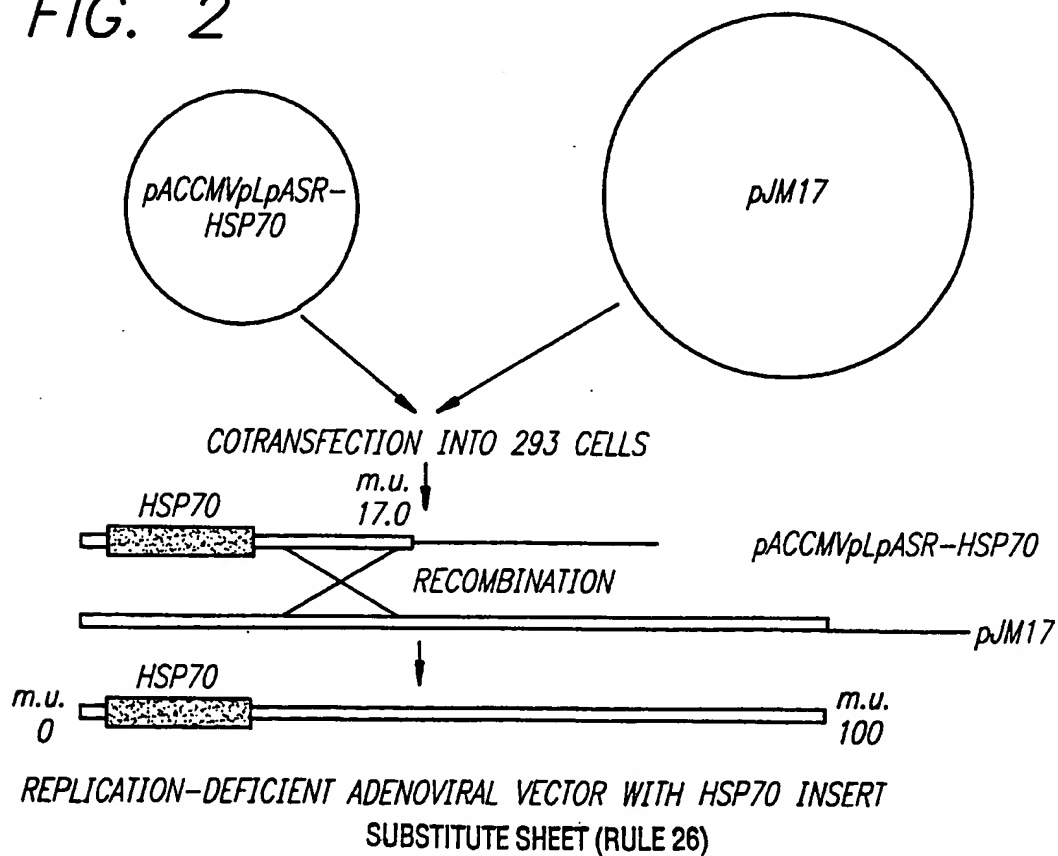 FIG. 2
pACCMVpLpASR-
HSP70
pJM17
COTRANSFECTION INTO 293 CELLS
m.u.
17.0
HSP70
pACCMVpLpASR-HSP70
RECOMBINATION
pJM17
HSP70
m.u.
0
m.u.
100
REPLICATION-DEFICIENT ADENOVIRAL VECTOR WITH HSP70 INSERT
SUBSTITUTE SHEET (RULE 26)